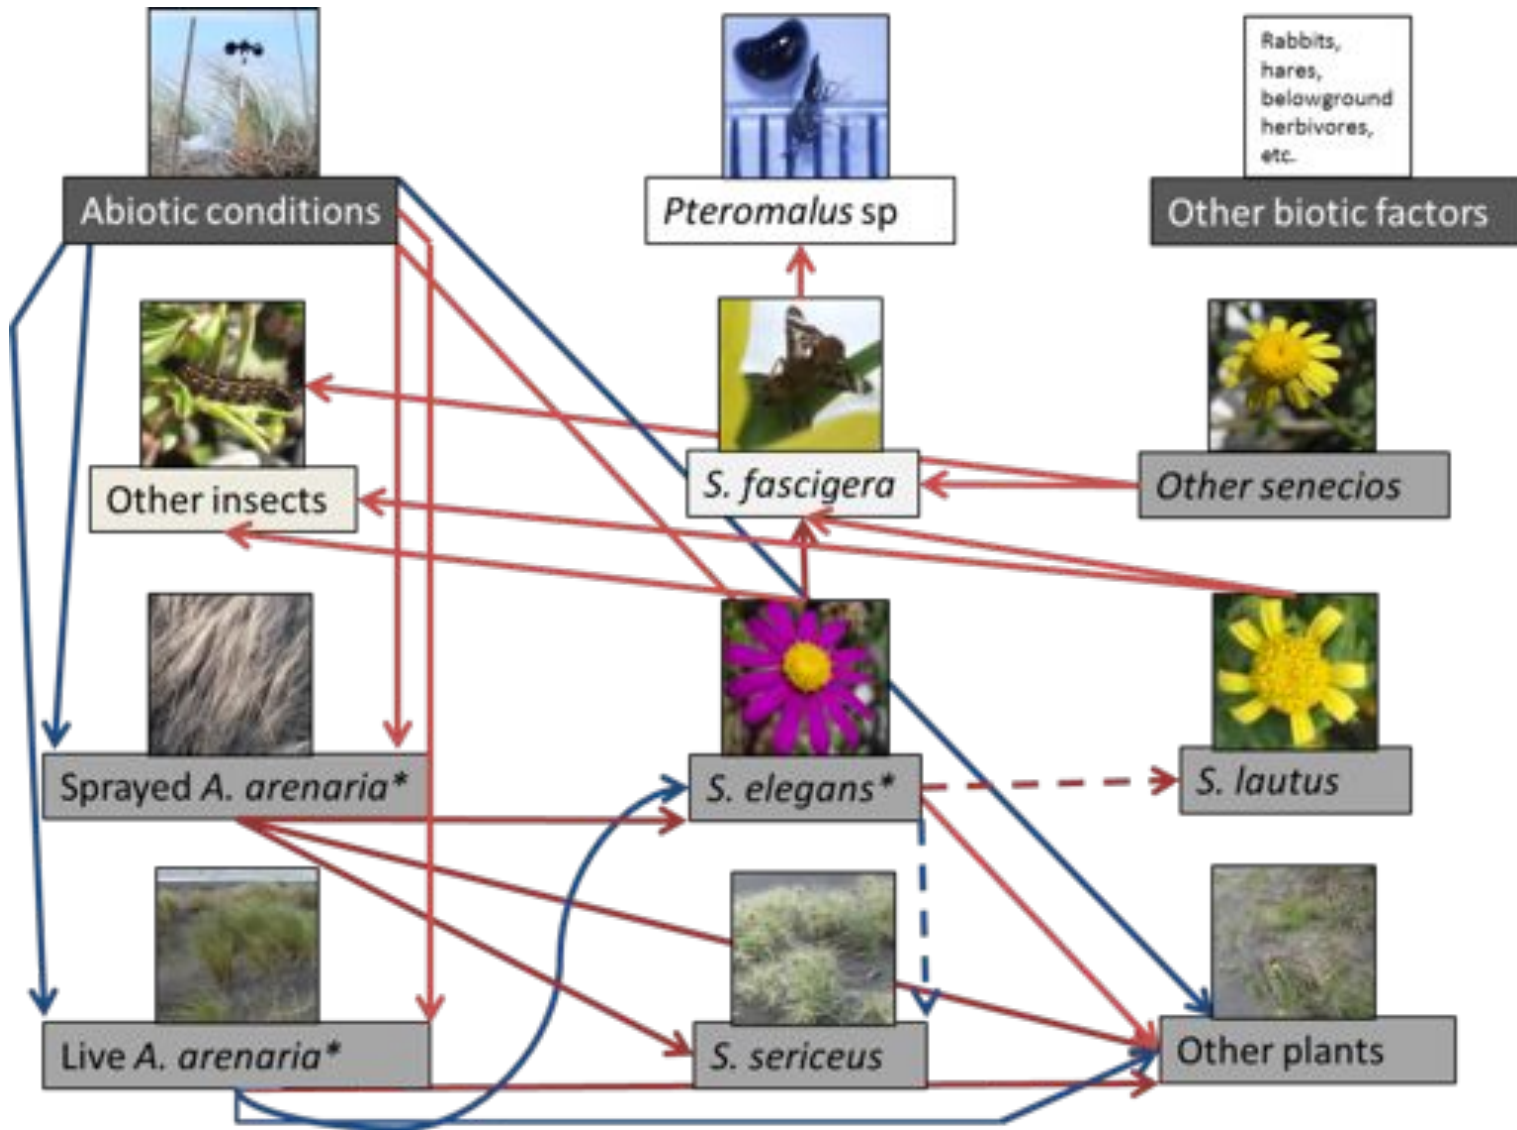 Rabbits,
hares,
belowground
herbivores,
etc.
Abiotic conditions
Pteromalus sp
Other biotic factors
Other insects
S. fascigera
Other senecios
Sprayed A. arenaria*
S. elegans*
S. lautus
Live A. arenaria*
S. sericeus
Other plants